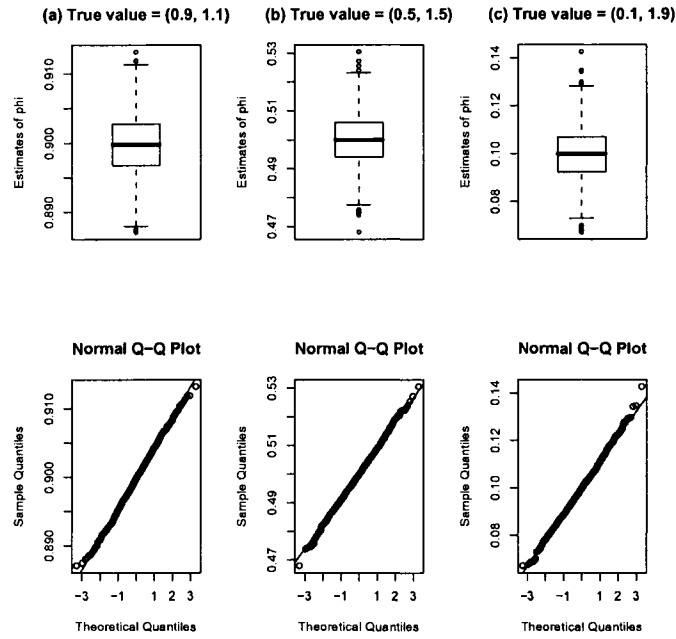 (a) True value = (0.9, 1.1)
Estimates of phi
0.910
0.900
0.890
(b) True value = (0.5, 1.5)
Estimates of phi
0.53
0.51
0.49
0.47
(c) True value = (0.1, 1.9)
Estimates of phi
0.14
0.12
0.10
0.08
Normal Q−Q Plot
Sample Quantiles
0.910
0.900
0.890
−3 −1 1 2 3
Theoretical Quantiles
Normal Q−Q Plot
Sample Quantiles
0.53
0.51
0.49
0.47
−3 −1 1 2 3
Theoretical Quantiles
Normal Q−Q Plot
Sample Quantiles
0.14
0.12
0.10
0.08
−3 −1 1 2 3
Theoretical Quantiles